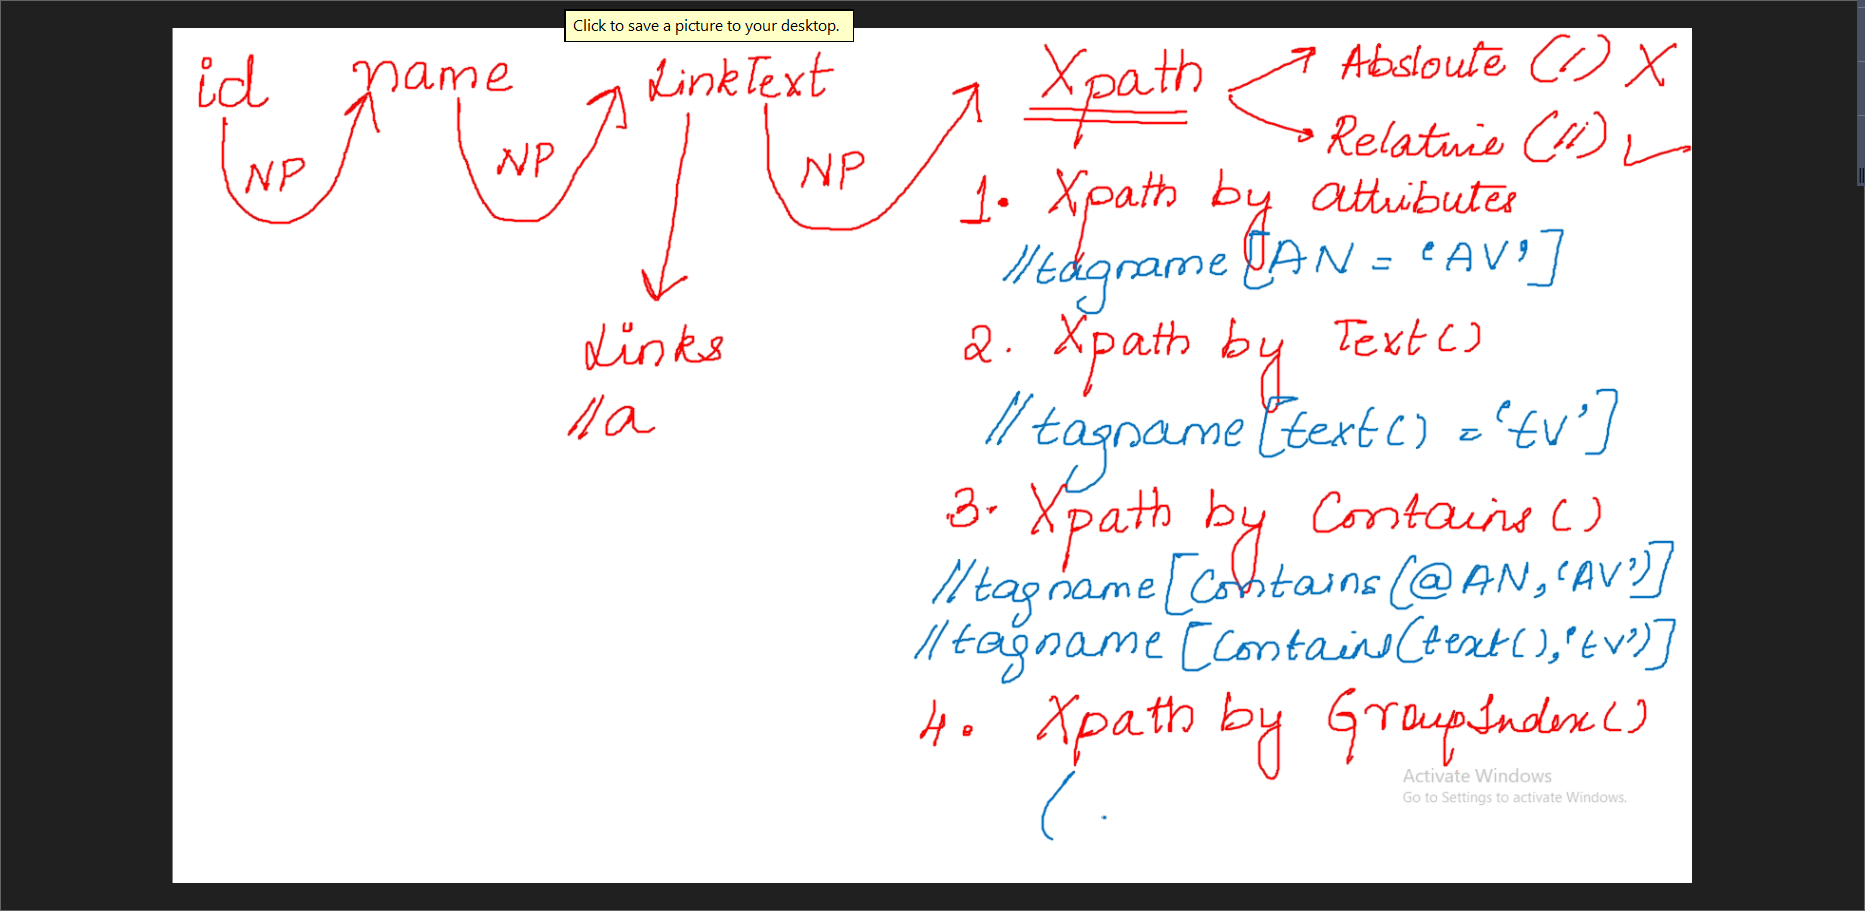 Click to save a picture to your desktop.
id name LinkText Xpath Absloute (/) X
NP NP NP Relative (//) ✓
1. Xpath by attributes
//tagname[AN = 'AV']
Links
2. Xpath by Text()
//a
//tagname[text() = 'tv']
3. Xpath by Contains()
//tagname[Contains(@AN,'AV')]
//tagname[Contains(text(),'tv')]
4. Xpath by GroupIndex()
(
Activate Windows
Go to Settings to activate Windows.